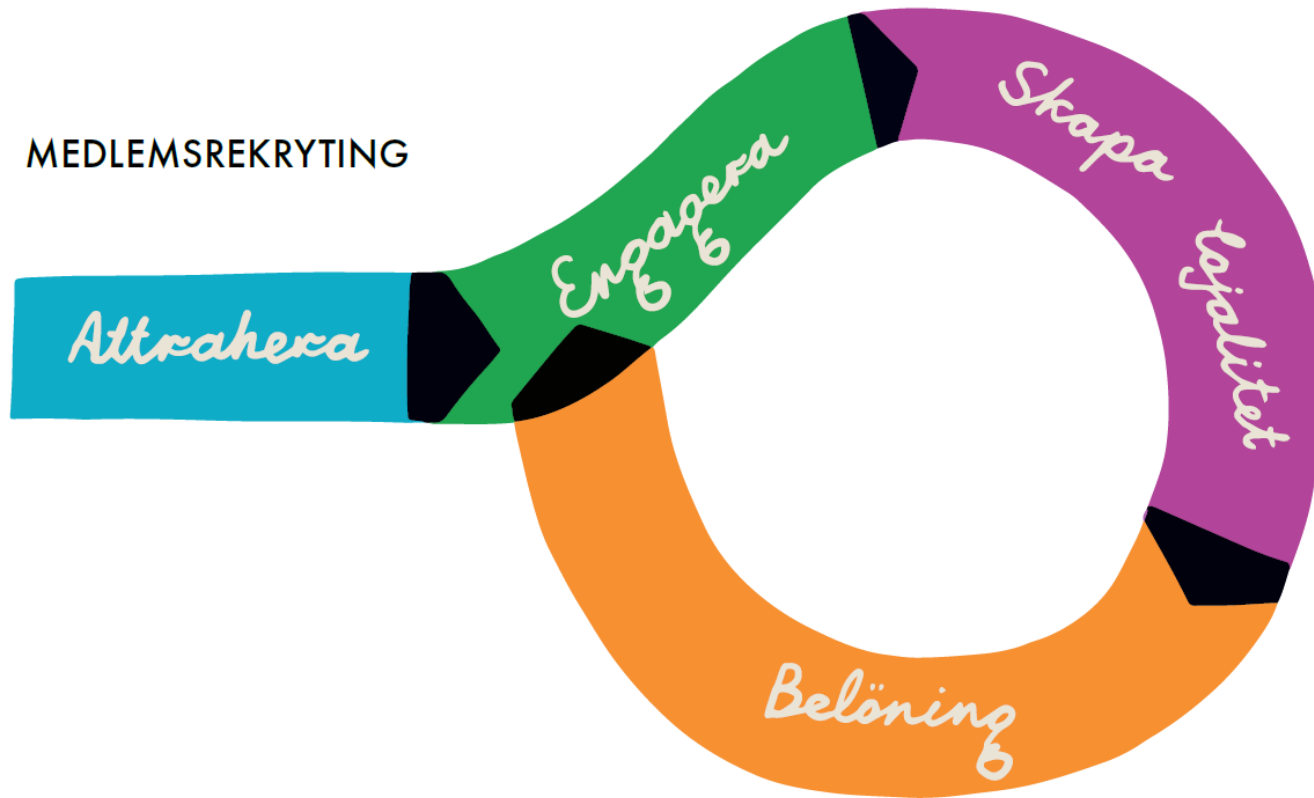 MEDLEMSREKRYTING
Attrahera
Engagera
Skapa lojalitet
Belöning